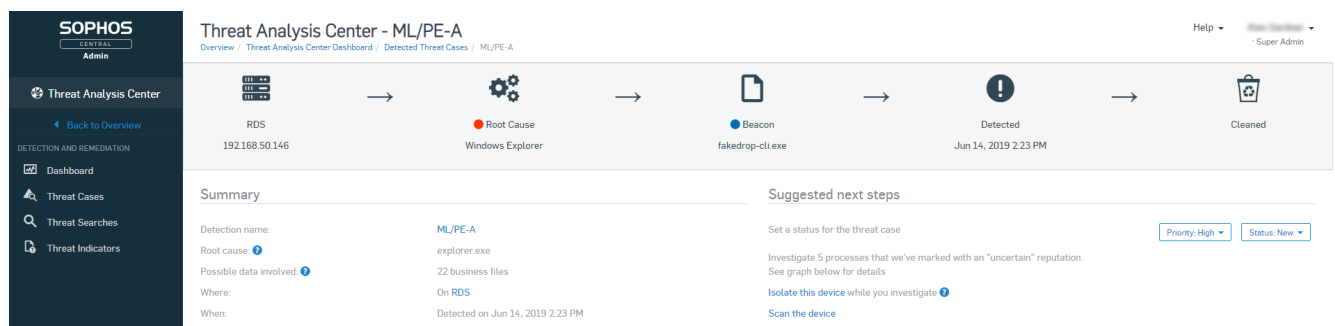 SOPHOS
CENTRAL
Admin
Threat Analysis Center
Back to Overview
DETECTION AND REMEDIATION
Dashboard
Threat Cases
Threat Searches
Threat Indicators
Threat Analysis Center - ML/PE-A
Overview / Threat Analysis Center Dashboard / Detected Threat Cases / ML/PE-A
Help
- Super Admin
RDS
192.168.50.146
Root Cause
Windows Explorer
Beacon
fakedrop-cli.exe
Detected
Jun 14, 2019 2:23 PM
Cleaned
Summary
Detection name: ML/PE-A
Root cause: ? explorer.exe
Possible data involved: ? 22 business files
Where: On RDS
When: Detected on Jun 14, 2019 2:23 PM
Suggested next steps
Set a status for the threat case
Priority: High
Status: New
Investigate 5 processes that we've marked with an "uncertain" reputation.
See graph below for details
Isolate this device while you investigate ?
Scan the device